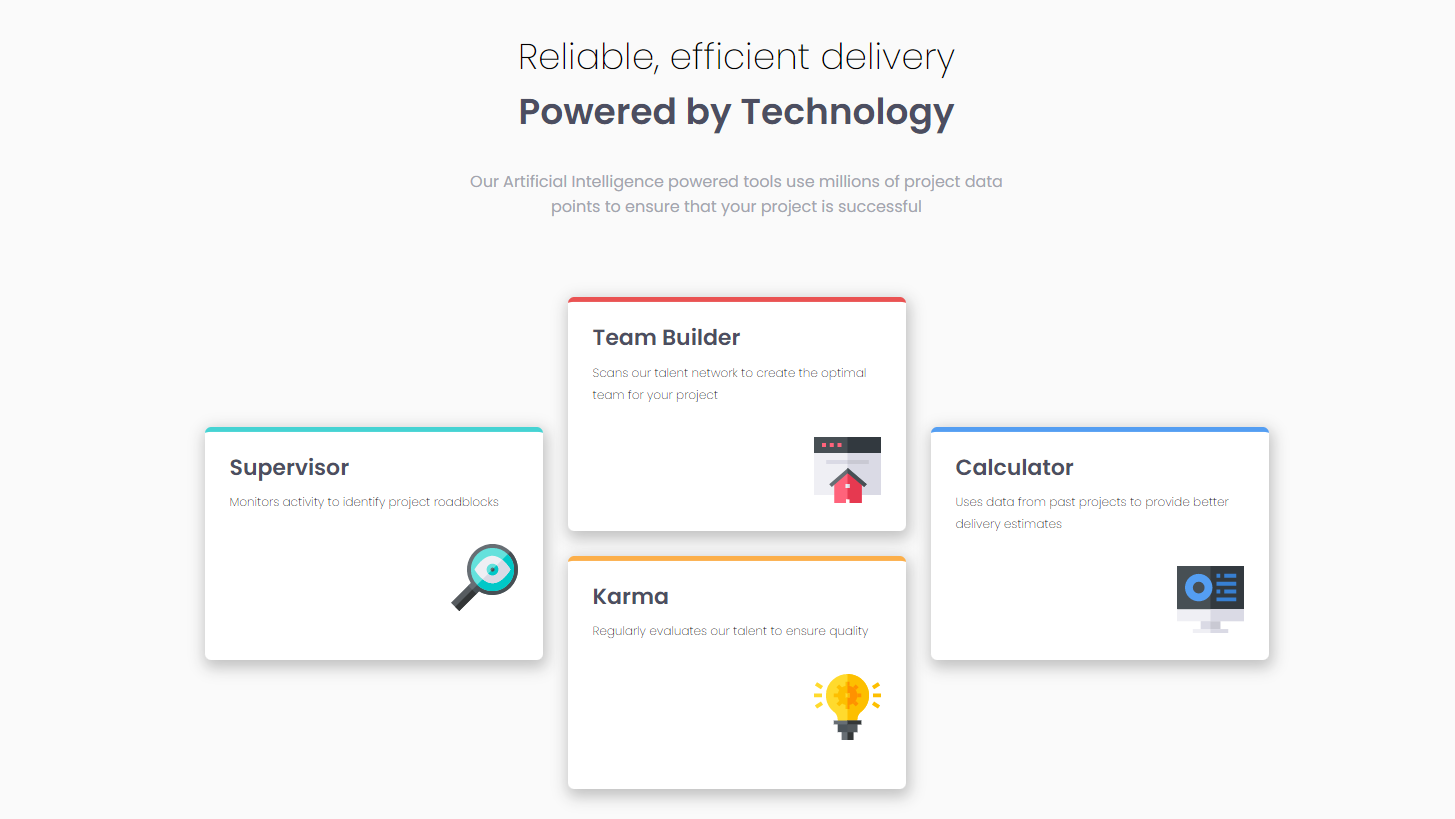 Reliable, efficient delivery
Powered by Technology
Our Artificial Intelligence powered tools use millions of project data
points to ensure that your project is successful
Supervisor
Monitors activity to identify project roadblocks
Team Builder
Scans our talent network to create the optimal
team for your project
Karma
Regularly evaluates our talent to ensure quality
Calculator
Uses data from past projects to provide better
delivery estimates